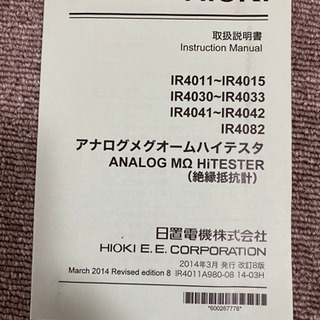 HIOKI
取扱説明書
Instruction Manual
IR4011~IR4015
IR4030~IR4033
IR4041~IR4042
IR4082
アナログメグオームハイテスタ
ANALOG MΩ HiTESTER
(絶縁抵抗計)
日置電機株式会社
HIOKI E. E. CORPORATION
2014年3月 発行 改訂8版
March 2014 Revised edition 8 IR4011A980-08 14-03H
*600267778*